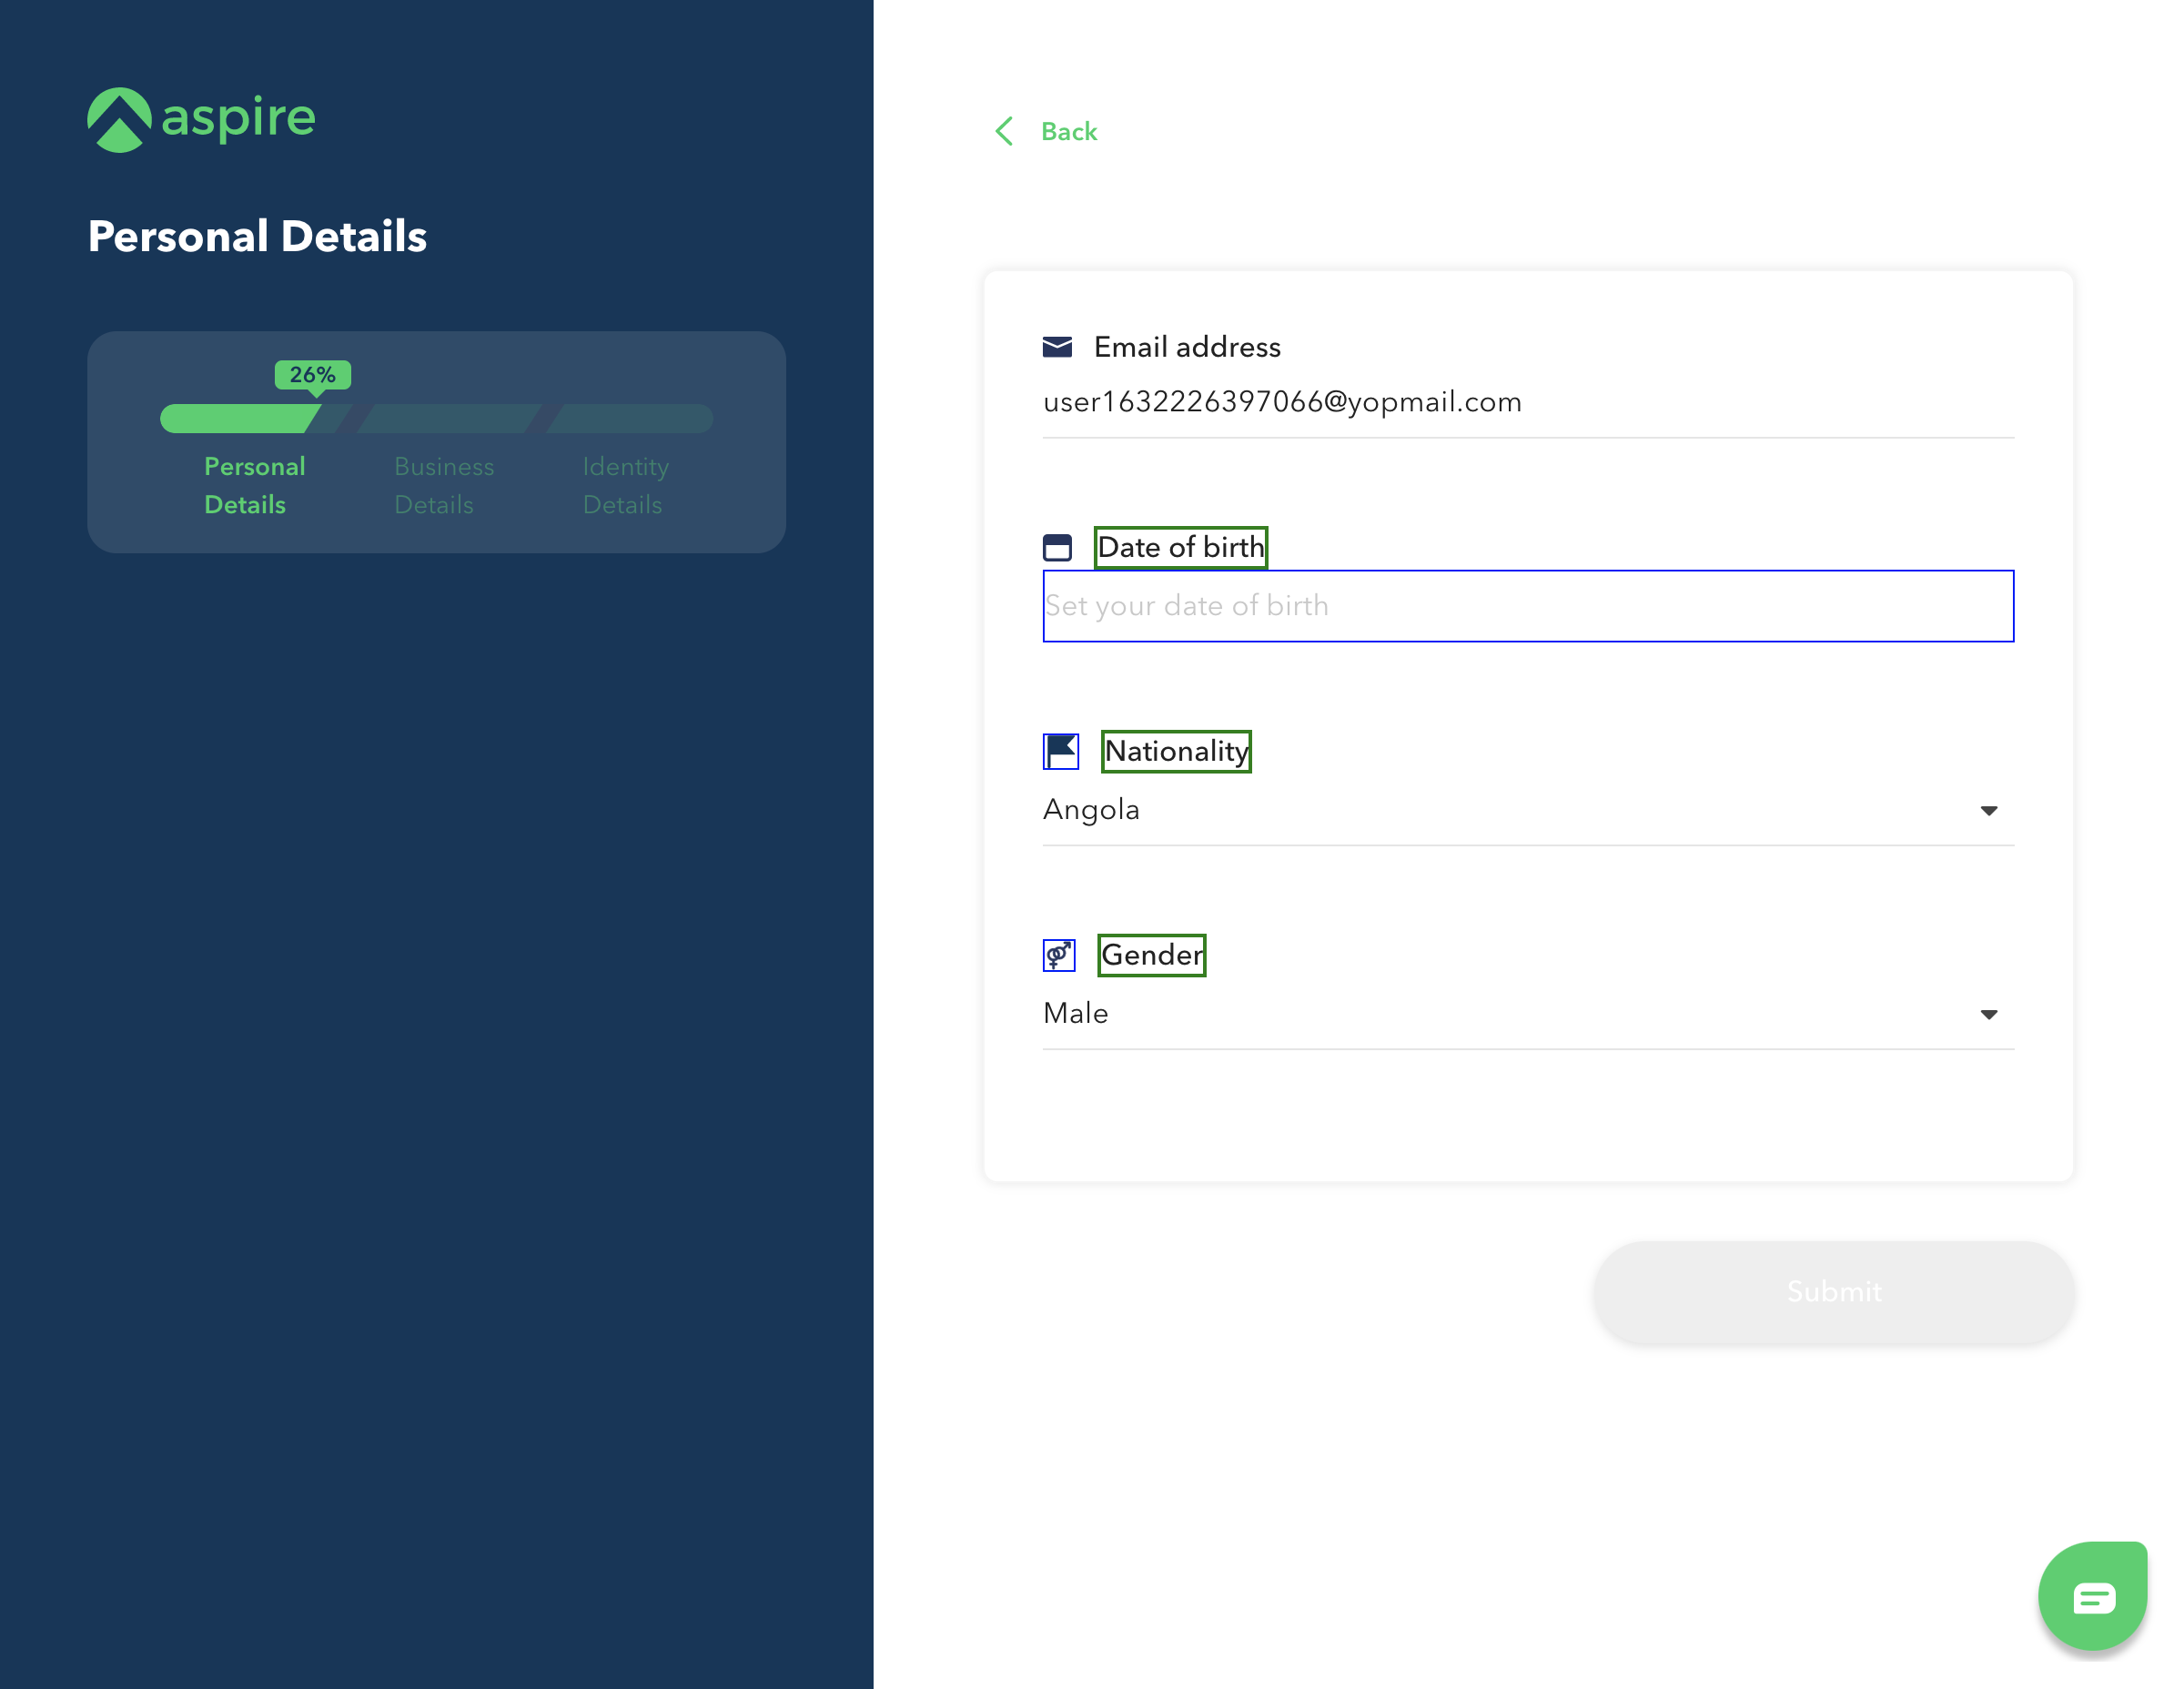 aspire
Personal Details
26%
Personal
Details
Business
Details
Identity
Details
Back
Email address
user1632226397066@yopmail.com
Date of birth
Set your date of birth
Nationality
Angola
Gender
Male
Submit